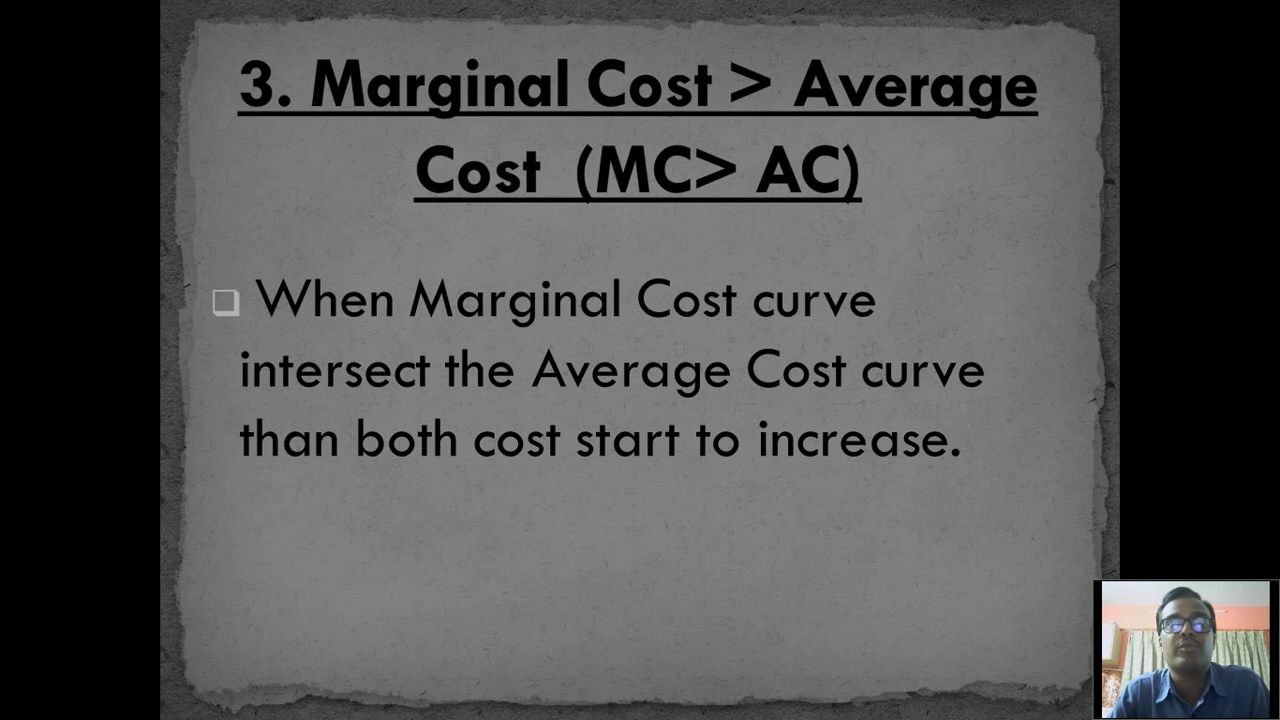 3. Marginal Cost > Average
Cost (MC> AC)
When Marginal Cost curve
intersect the Average Cost curve
than both cost start to increase.